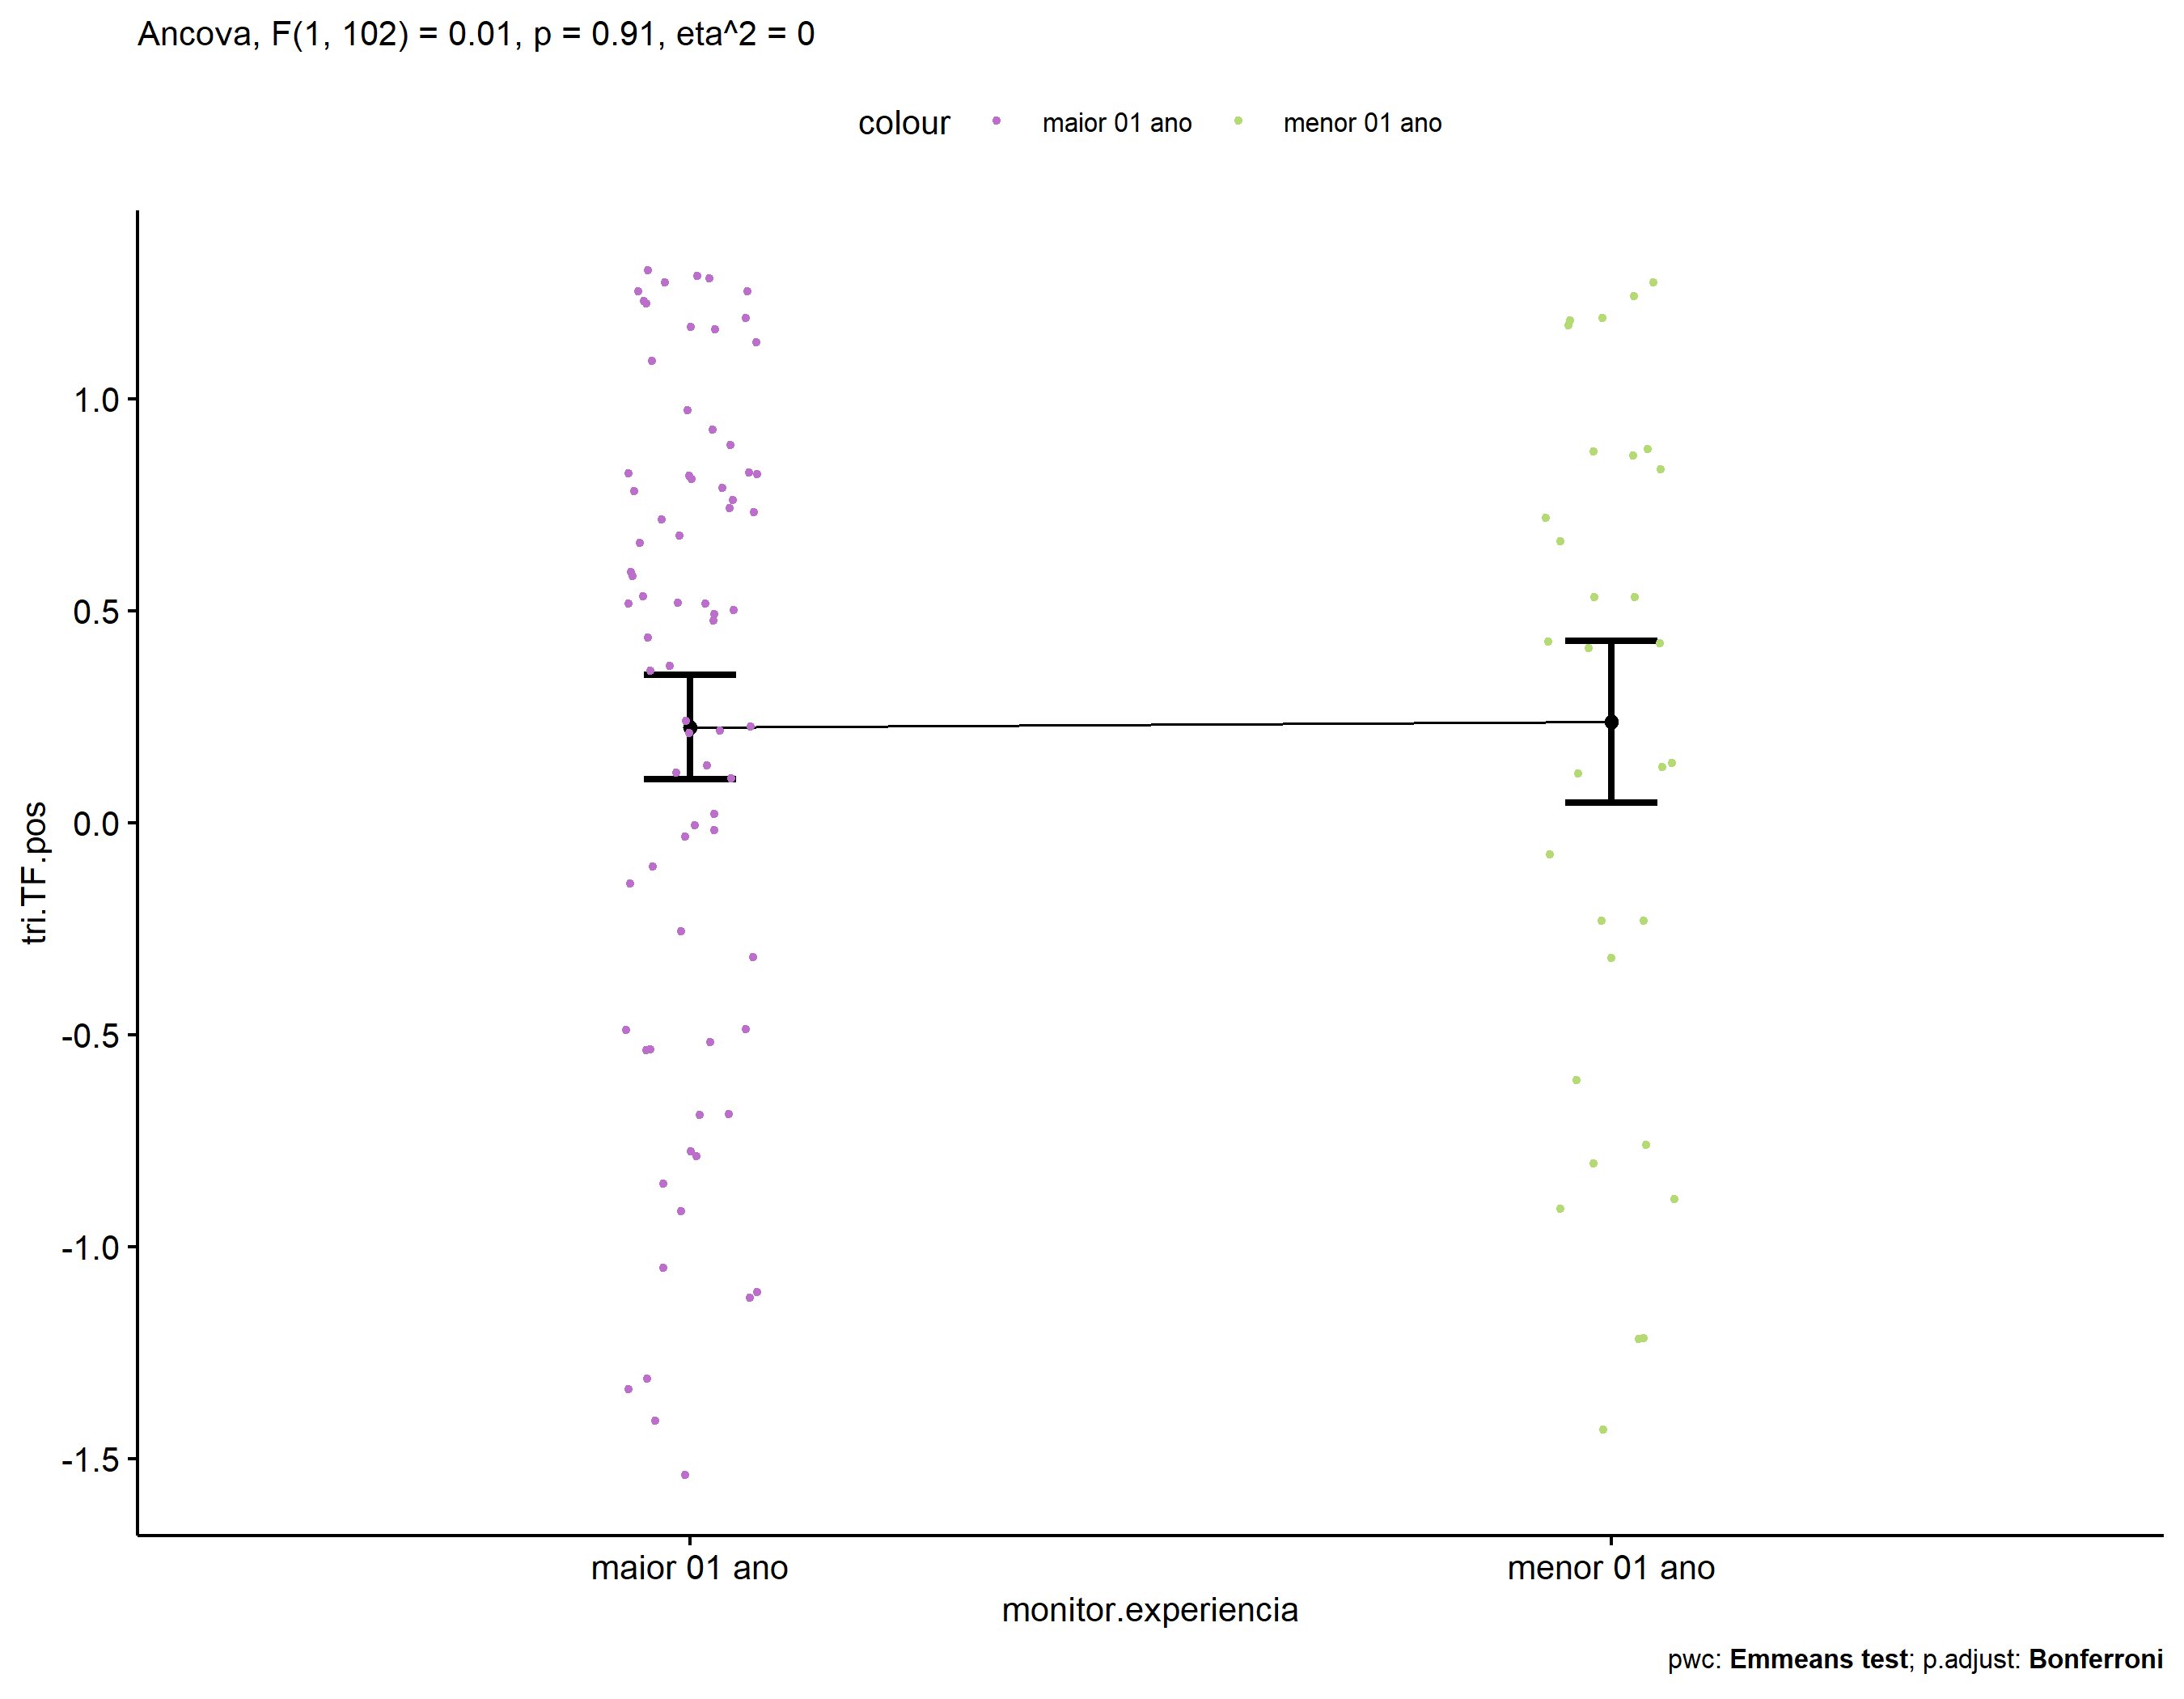 Ancova, F(1, 102) = 0.01, p = 0.91, eta^2 = 0
colour maior 01 ano menor 01 ano
tri.TF.pos
1.0
0.5
0.0
-0.5
-1.0
-1.5
maior 01 ano menor 01 ano
monitor.experiencia
pwc: Emmeans test; p.adjust: Bonferroni